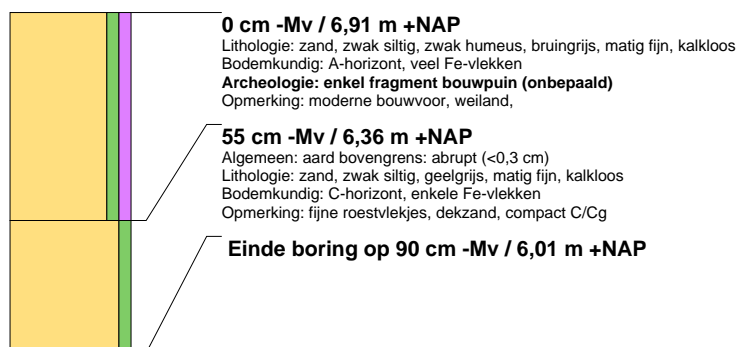 0 cm -Mv / 6,91 m +NAP
Lithologie: zand, zwak siltig, zwak humeus, bruingrijs, matig fijn, kalkloos
Bodemkundig: A-horizont, veel Fe-vlekken
Archeologie: enkel fragment bouwpuin (onbepaald)
Opmerking: moderne bouwvoor, weiland,
55 cm -Mv / 6,36 m +NAP
Algemeen: aard bovengrens: abrupt (<0,3 cm)
Lithologie: zand, zwak siltig, geelgrijs, matig fijn, kalkloos
Bodemkundig: C-horizont, enkele Fe-vlekken
Opmerking: fijne roestvlekjes, dekzand, compact C/Cg
Einde boring op 90 cm -Mv / 6,01 m +NAP